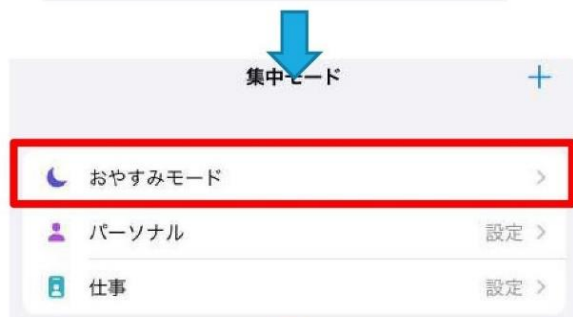 集中モード
おやすみモード
パーソナル 設定
仕事 設定